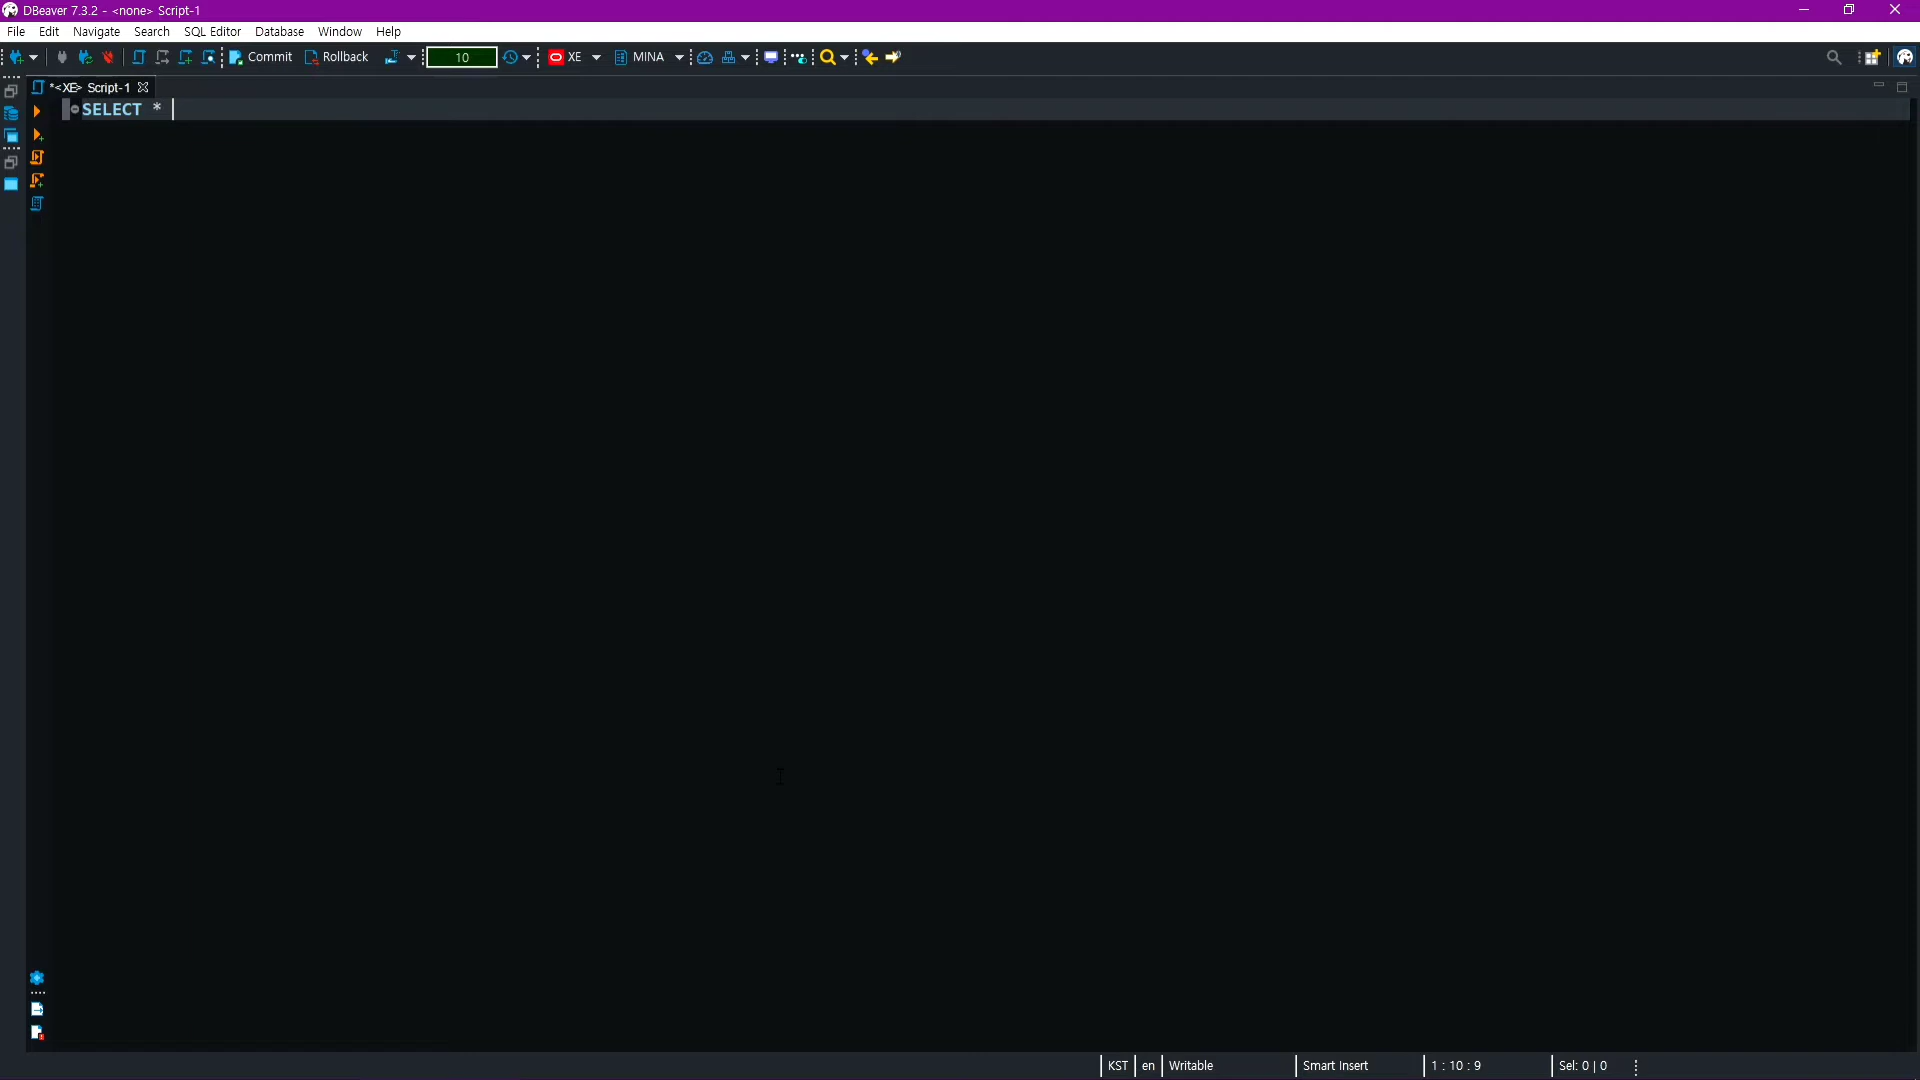 DBeaver 7.3.2 - <none> Script-1
File Edit Navigate Search SQL Editor Database Window Help
Commit Rollback 10 XE MINA
*<XE> Script-1
SELECT *
KST en Writable Smart Insert 1 : 10 : 9 Sel: 0 | 0